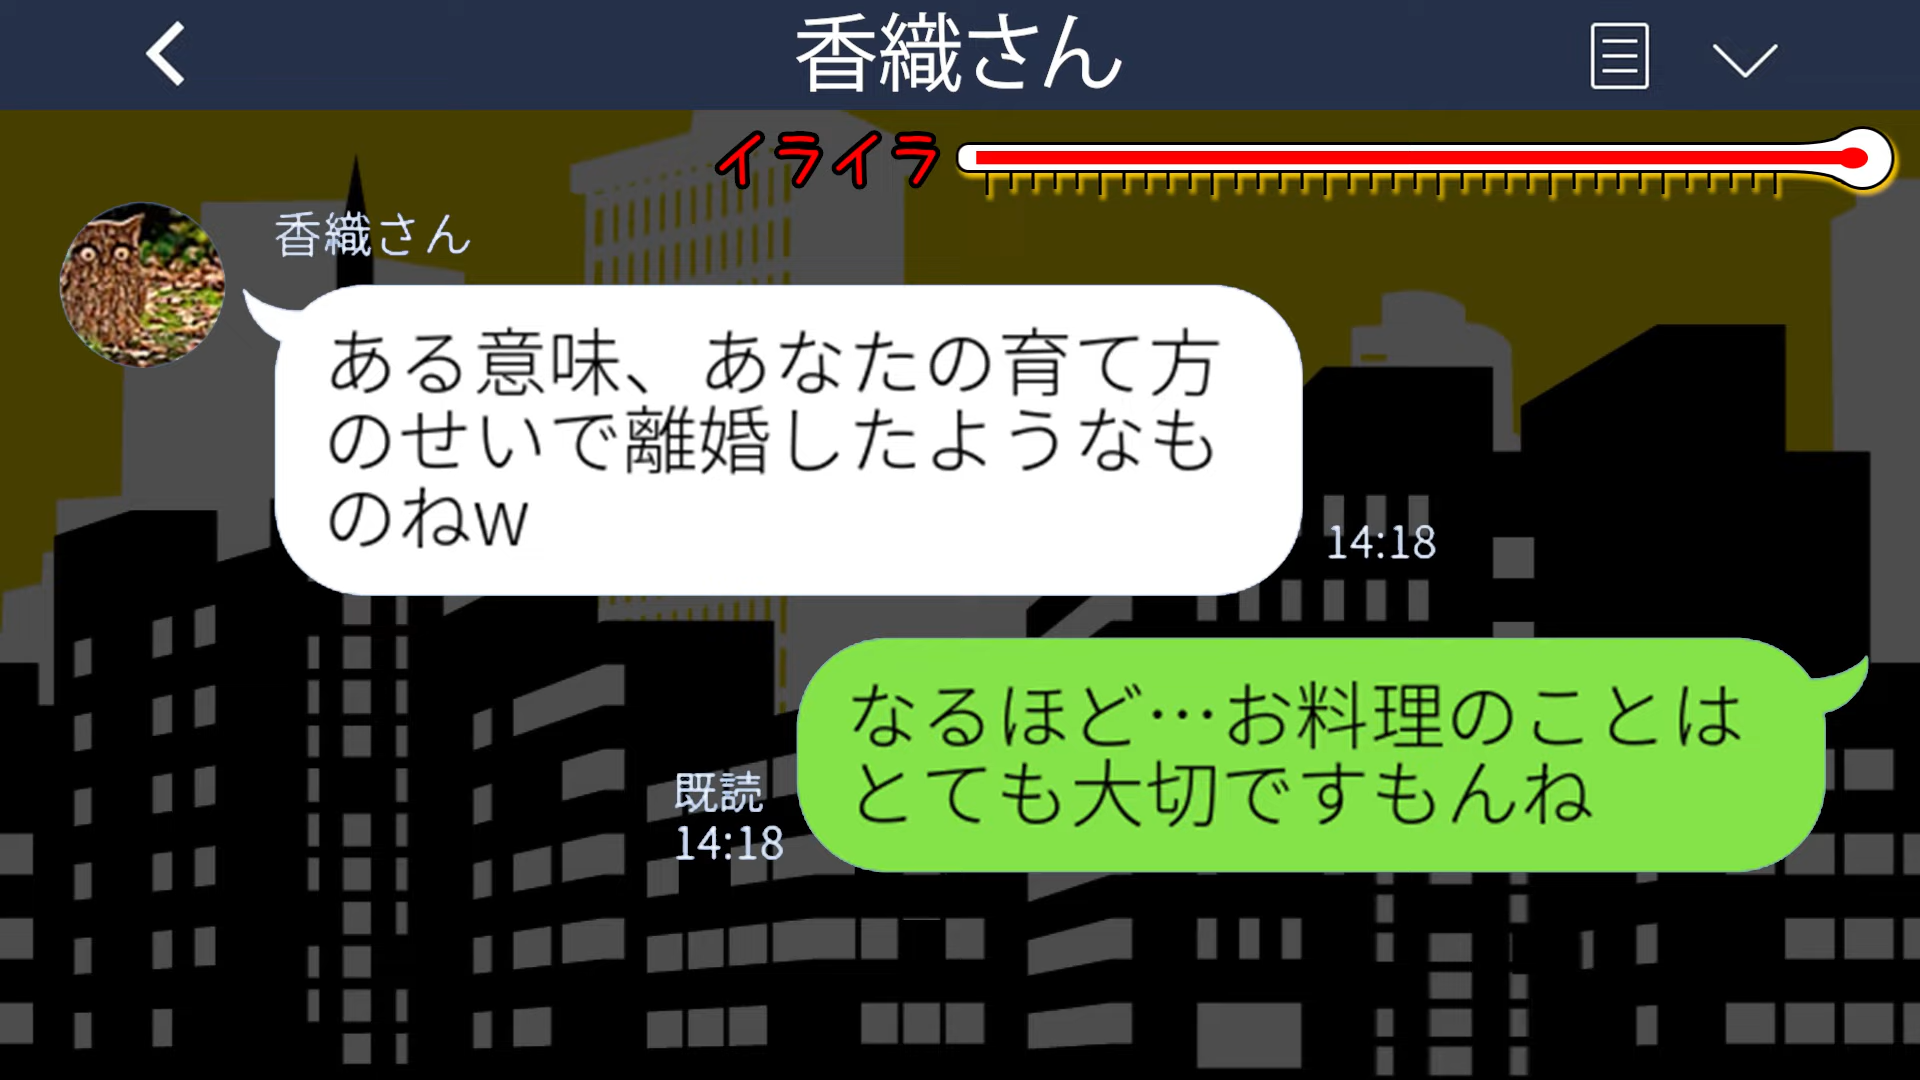 香織さん
イライラ
香織さん
ある意味、あなたの育て方
のせいで離婚したようなも
のねw
14:18
なるほど…お料理のことは
とても大切ですもんね
既読
14:18